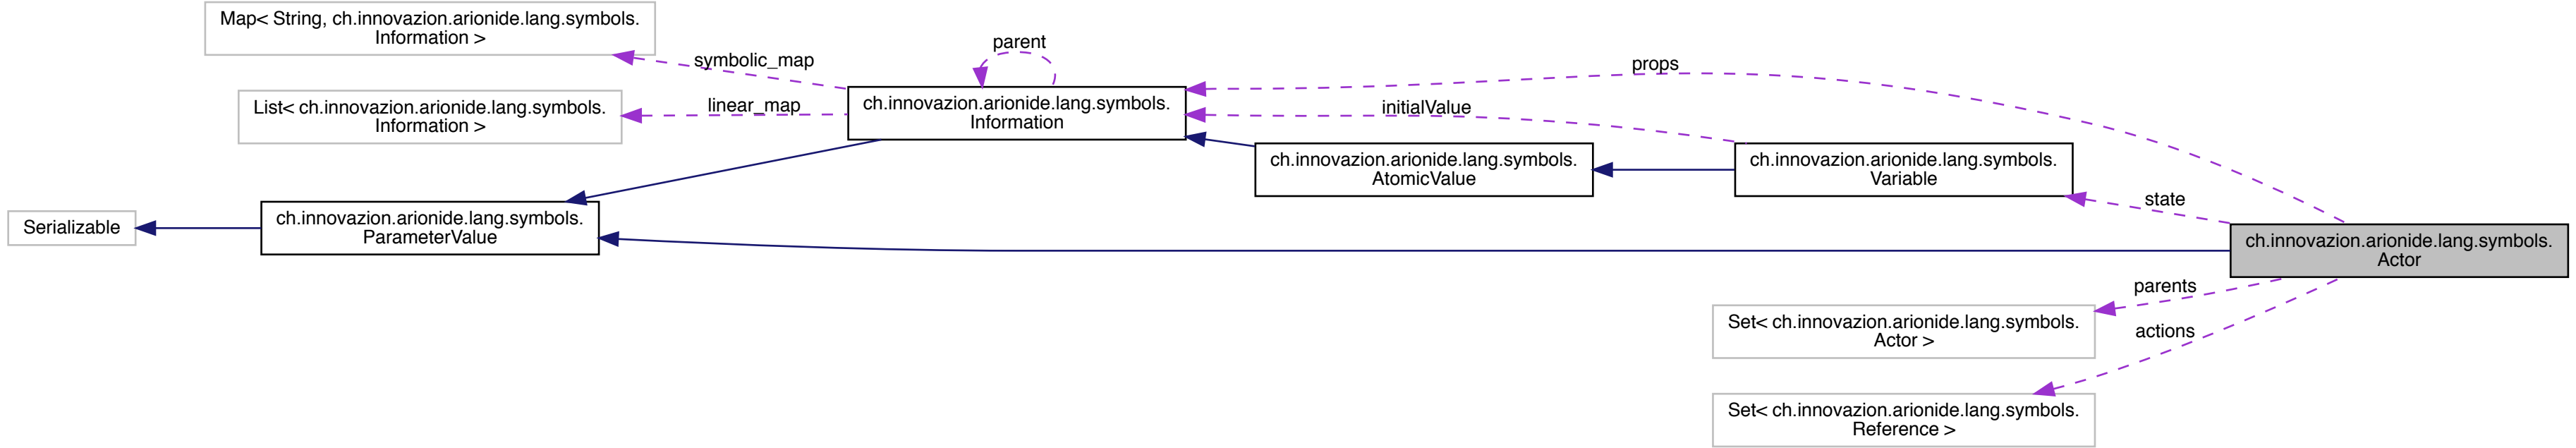 Map< String, ch.innovazion.arionide.lang.symbols.
Information >
symbolic_map
parent
props
List< ch.innovazion.arionide.lang.symbols.
Information >
linear_map
ch.innovazion.arionide.lang.symbols.
Information
initialValue
ch.innovazion.arionide.lang.symbols.
AtomicValue
ch.innovazion.arionide.lang.symbols.
Variable
state
Serializable
ch.innovazion.arionide.lang.symbols.
ParameterValue
ch.innovazion.arionide.lang.symbols.
Actor
parents
Set< ch.innovazion.arionide.lang.symbols.
Actor >
actions
Set< ch.innovazion.arionide.lang.symbols.
Reference >